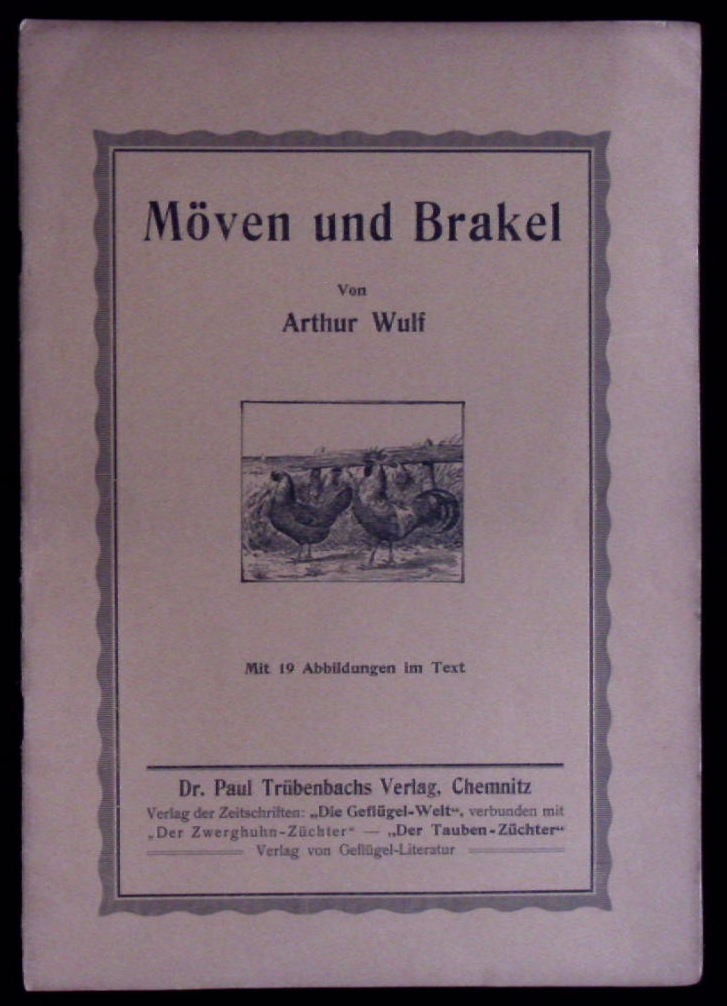 Möven und Brakel
Von
Arthur Wulf
Mit 19 Abbildungen im Text
Dr. Paul Trübenbachs Verlag, Chemnitz
Verlag der Zeitschriften: „Die Geflügel-Welt“, verbunden mit
„Der Zwerghuhn-Züchter“ — „Der Tauben-Züchter“
Verlag von Geflügel-Literatur